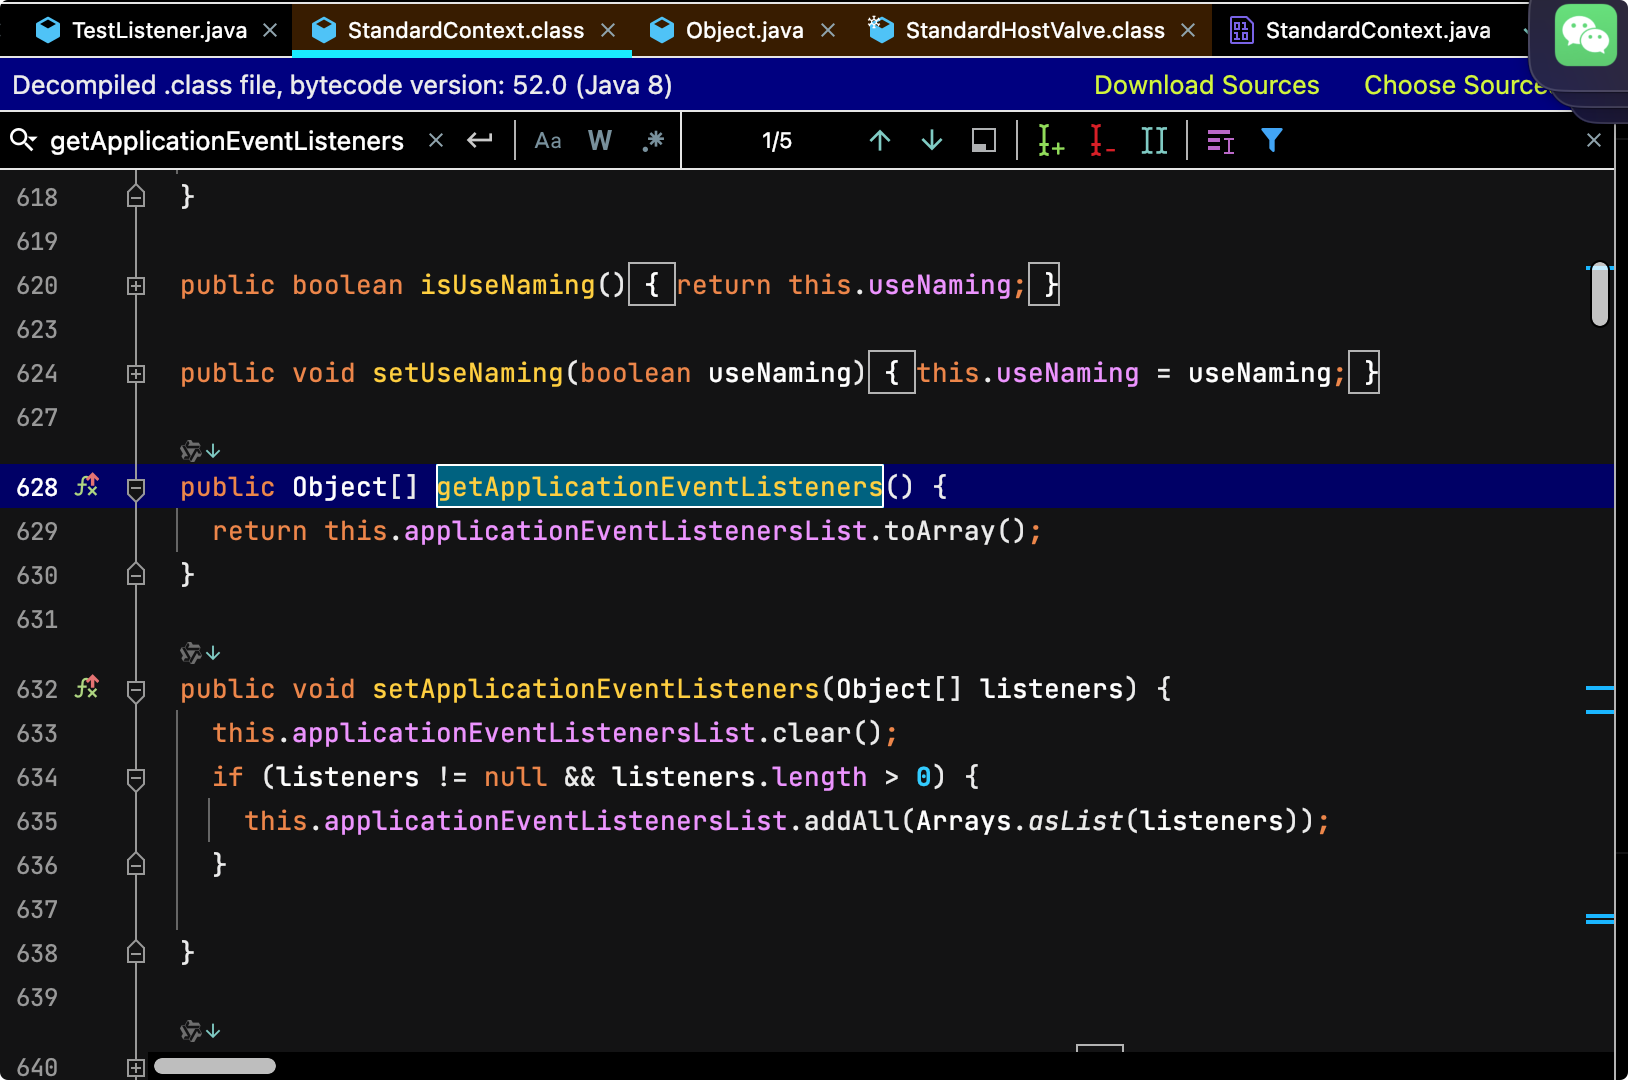 TestListener.java StandardContext.class Object.java StandardHostValve.class StandardContext.java
Decompiled .class file, bytecode version: 52.0 (Java 8) Download Sources Choose Source
getApplicationEventListeners Aa W .* 1/5
618 }
619
620 public boolean isUseNaming() { return this.useNaming; }
623
624 public void setUseNaming(boolean useNaming) { this.useNaming = useNaming; }
627
628 public Object[] getApplicationEventListeners() {
629 return this.applicationEventListenersList.toArray();
630 }
631
632 public void setApplicationEventListeners(Object[] listeners) {
633 this.applicationEventListenersList.clear();
634 if (listeners != null && listeners.length > 0) {
635 this.applicationEventListenersList.addAll(Arrays.asList(listeners));
636 }
637
638 }
639
640